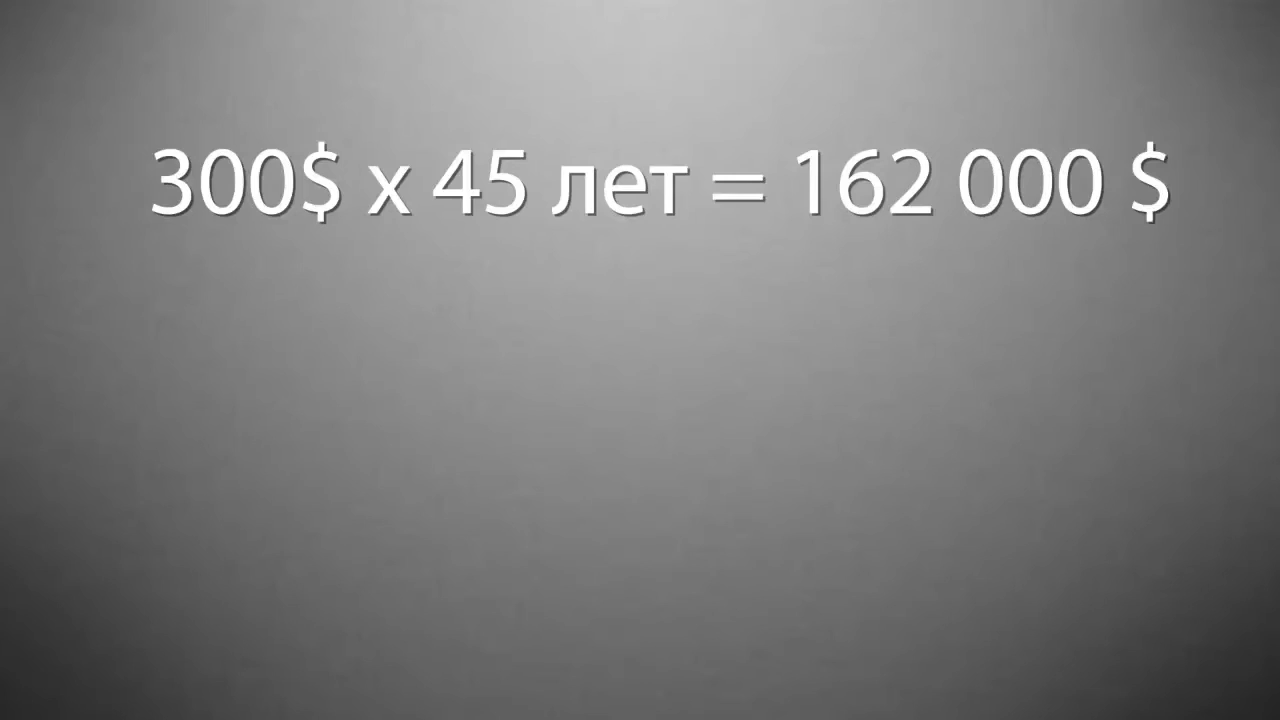 300$ х 45 лет = 162 000 $